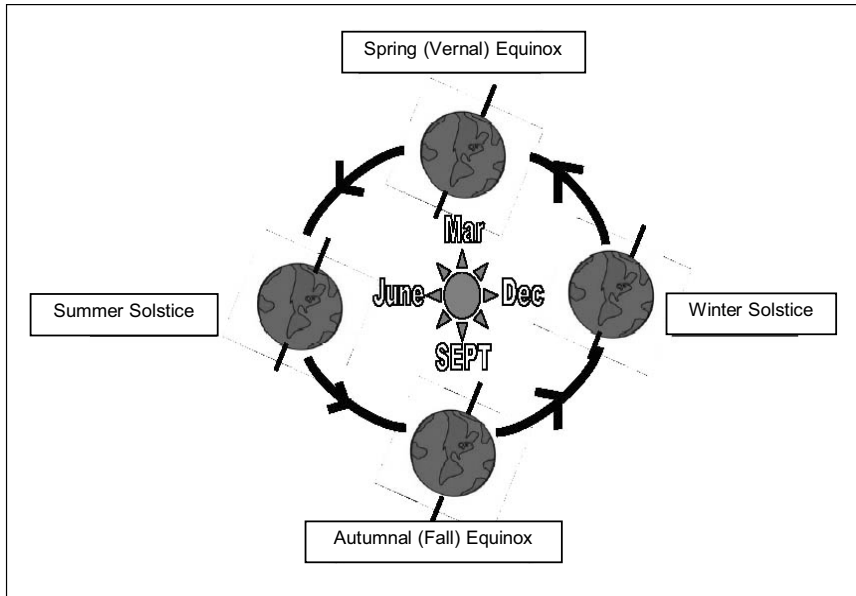 Spring (Vernal) Equinox
Mar
Summer Solstice
June
Dec
Winter Solstice
SEPT
Autumnal (Fall) Equinox